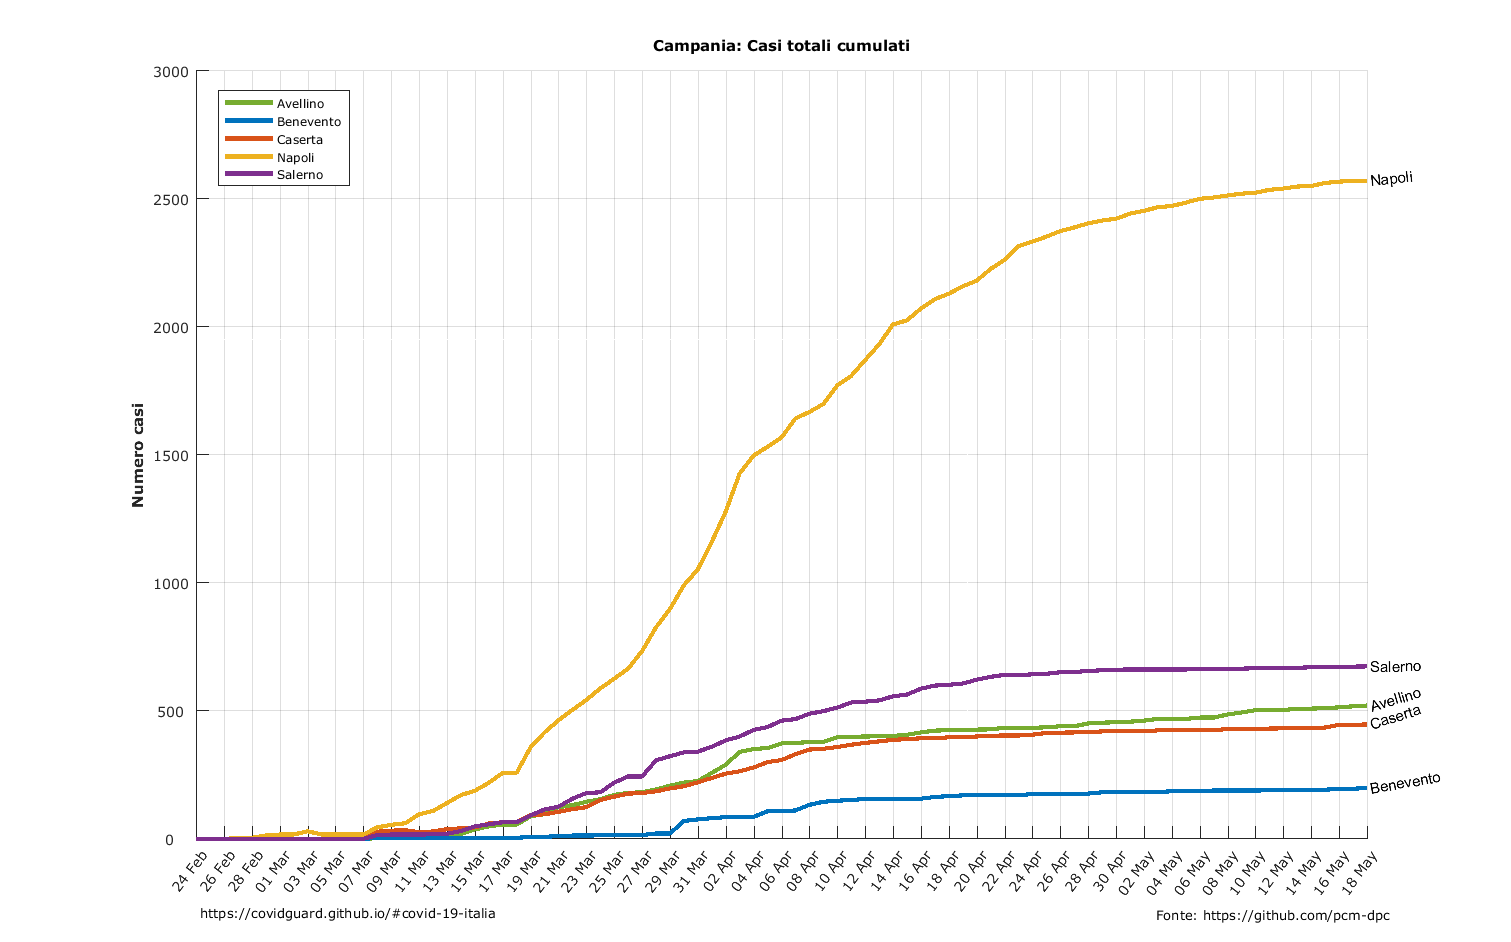 Campania: Casi totali cumulati
3000
2500
2000
1500
1000
500
0
Numero casi
Avellino
Benevento
Caserta
Napoli
Salerno
Napoli
Salerno
Avellino
Caserta
Benevento
24 Feb
26 Feb
28 Feb
01 Mar
03 Mar
05 Mar
07 Mar
09 Mar
11 Mar
13 Mar
15 Mar
17 Mar
19 Mar
21 Mar
23 Mar
25 Mar
27 Mar
29 Mar
31 Mar
02 Apr
04 Apr
06 Apr
08 Apr
10 Apr
12 Apr
14 Apr
16 Apr
18 Apr
20 Apr
22 Apr
24 Apr
26 Apr
28 Apr
30 Apr
02 May
04 May
06 May
08 May
10 May
12 May
14 May
16 May
18 May
https://covidguard.github.io/#covid-19-italia
Fonte: https://github.com/pcm-dpc